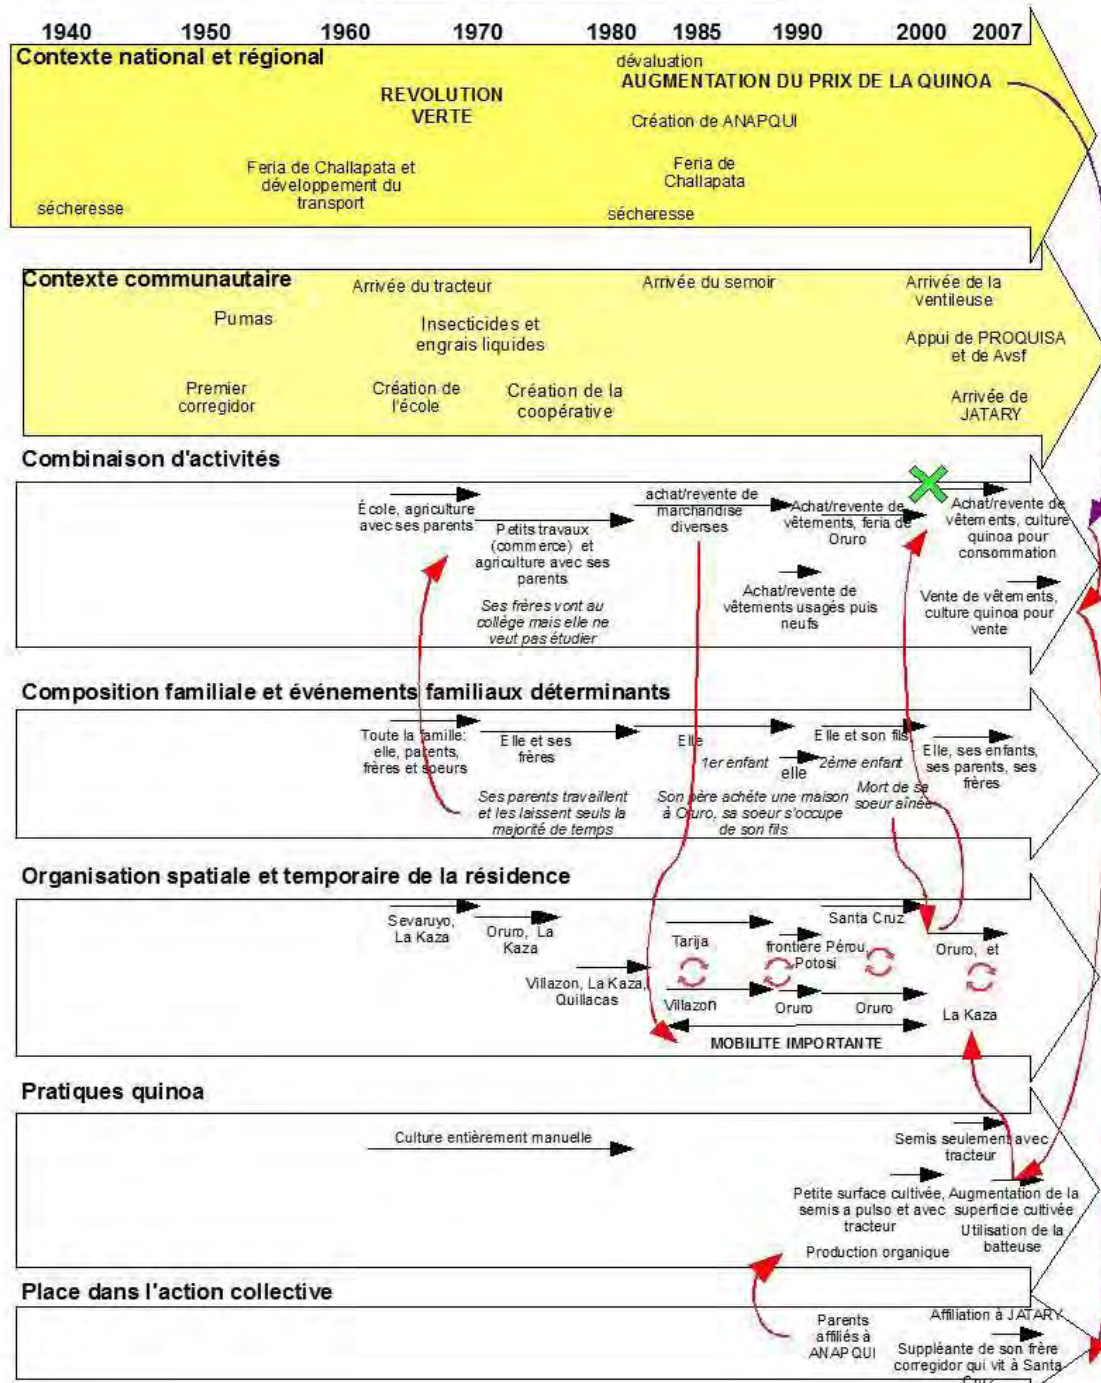 1940 1950 1960 1970 1980 1985 1990 2000 2007
Contexte national et régional
dévaluation
AUGMENTATION DU PRIX DE LA QUINOA
REVOLUTION
VERTE
Création de ANAPQUI
Feria de Challapata et
développement du
transport
Feria de
Challapata
sécheresse
sécheresse
Contexte communautaire
Arrivée du tracteur
Arrivée du semoir
Arrivée de la
ventileuse
Pumas
Insecticides et
engrais liquides
Appui de PROQUISA
et de Avsf
Premier
corregidor
Création de
l'école
Création de la
coopérative
Arrivée de
JATARY
Combinaison d'activités
École, agriculture
avec ses parents
Petits travaux
(commerce) et
agriculture avec ses
parents
Ses frères vont au
collège mais elle ne
veut pas étudier
achat/revente de
marchandise
diverses
Achat/revente de
vêtements, feria de
Oruro
Achat/revente de
vêtements, culture
quinoa pour
consommation
Achat/revente de
vêtements usagés puis
neufs
Vente de vêtements,
culture quinoa pour
vente
Composition familiale et événements familiaux déterminants
Toute la famille:
elle, parents,
frères et soeurs
Elle et ses
frères
Elle
1er enfant
elle
Elle et son fils
2ème enfant
Elle, ses enfants,
ses parents, ses
frères
Ses parents travaillent
et les laissent seuls la
majorité de temps
Son père achète une maison
à Oruro, sa soeur s'occupe
de son fils
Mort de sa
soeur aînée
Organisation spatiale et temporaire de la résidence
Sevaruyo,
La Kaza
Oruro, La
Kaza
Villazon, La Kaza,
Quillacas
Tarija
frontière Pérou,
Potosi
Santa Cruz
Oruro, et
Villazon
Oruro
Oruro
La Kaza
MOBILITE IMPORTANTE
Pratiques quinoa
Culture entièrement manuelle
Semis seulement avec
tracteur
Petite surface cultivée,
semis a pulso et avec
tracteur
Augmentation de la
superficie cultivée
Utilisation de la
batteuse
Production organique
Place dans l'action collective
Parents
affiliés à
ANAPQUI
Affiliation à JATARY
Suppléante de son frère
corregidor qui vit à Santa